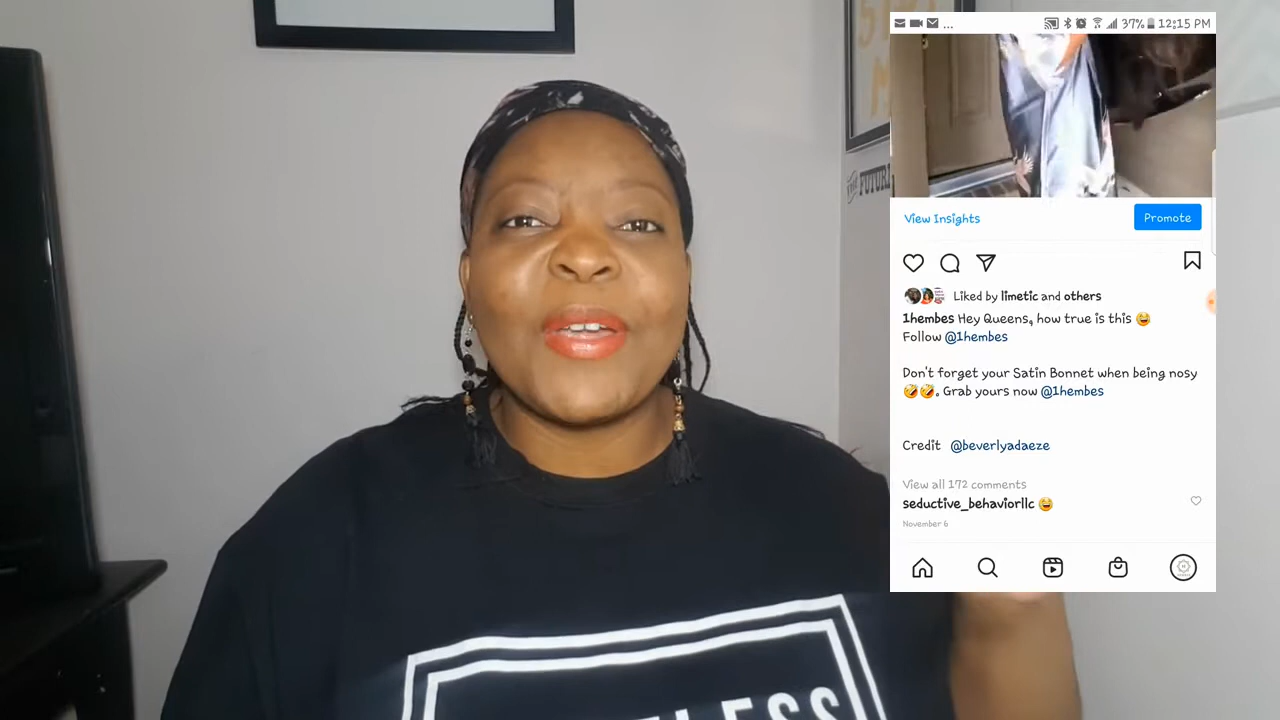 ... 37% 12:15 PM
FUTURE
View Insights
Promote
Liked by limetic and others
1hembes Hey Queens, how true is this 😂
Follow @1hembes
Don't forget your Satin Bonnet when being nosy
🤣🤣. Grab yours now @1hembes
Credit @beverlyadaeze
View all 172 comments
seductive_behaviorllc 😂
November 6